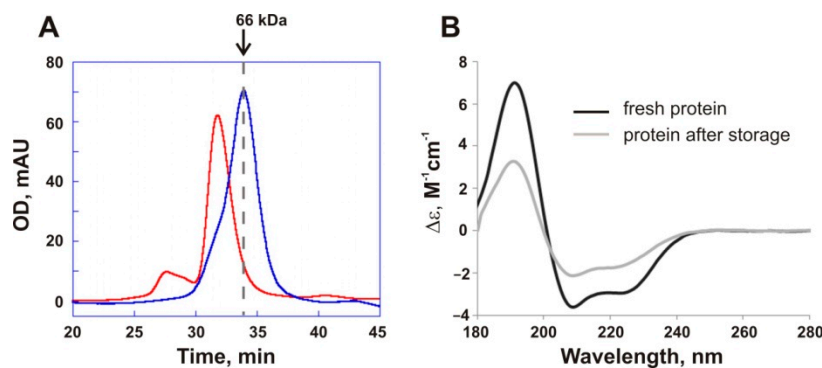 A
66 kDa
OD, mAU
80
60
40
20
0
20
25
30
35
40
45
Time, min
B
Δε, M⁻¹cm⁻¹
8
6
4
2
0
−2
−4
180
200
220
240
260
280
Wavelength, nm
fresh protein
protein after storage